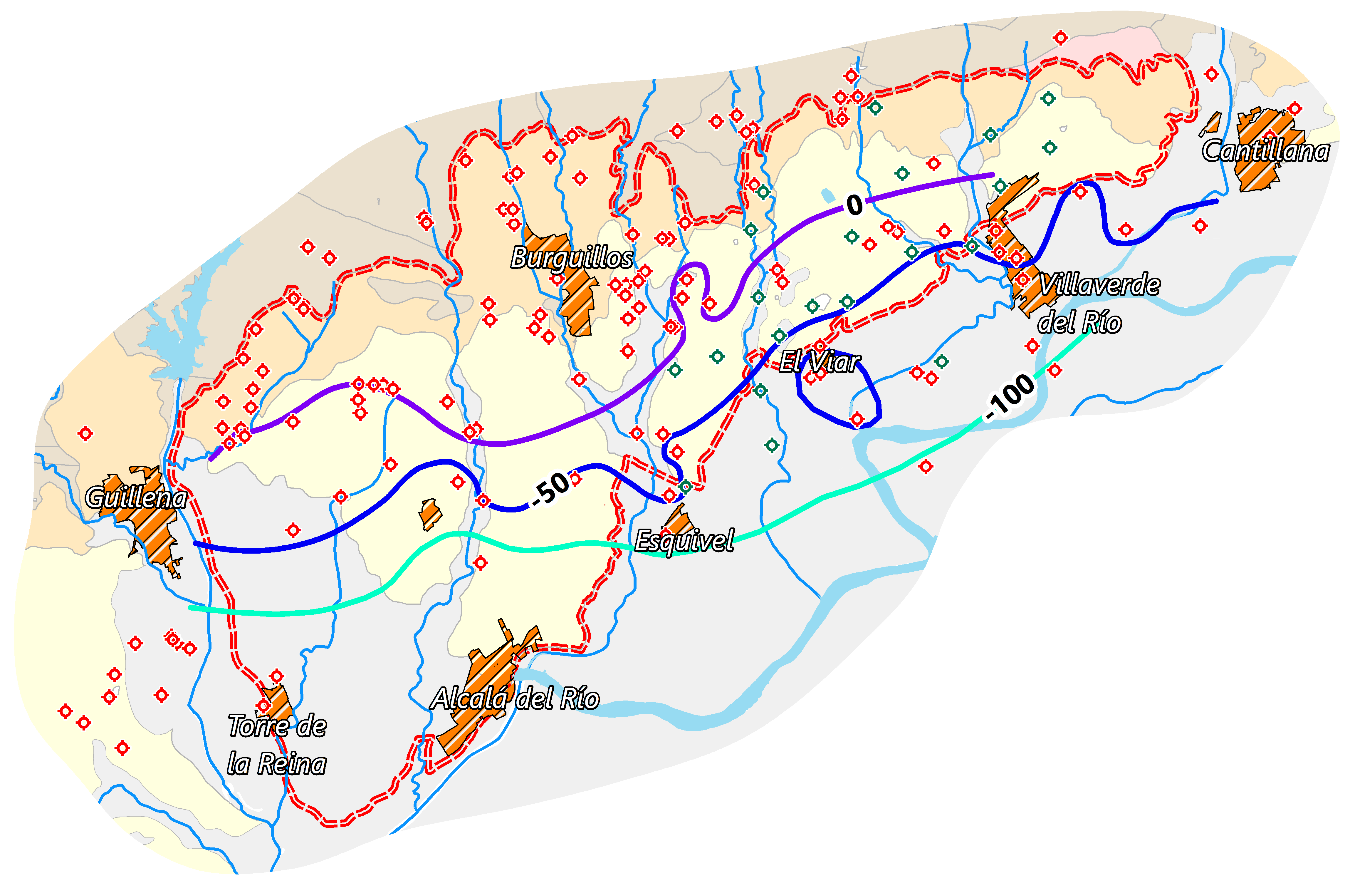 Cantillana
0
Burguillos
Villaverde
del Río
El Viar
-100
Guillena
-50
Esquivel
Alcalá del Río
Torre de
la Reina